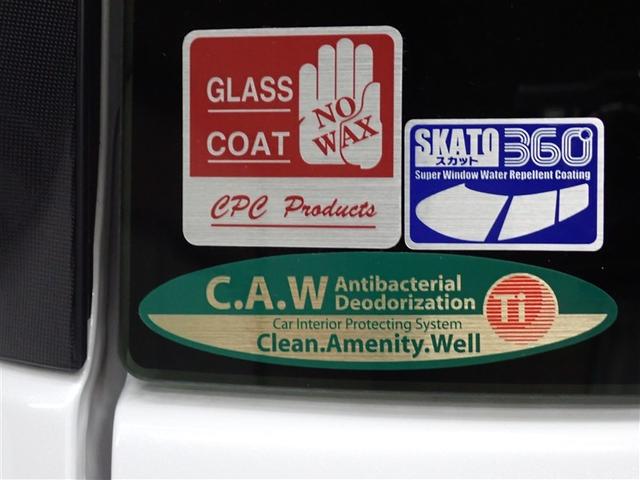 GLASS
COAT
NO
WAX
CPC Products
SKATO 360°
スカット
Super Window Water Repellent Coating
C.A.W Antibacterial
Deodorization
Ti
Car Interior Protecting System
Clean.Amenity.Well